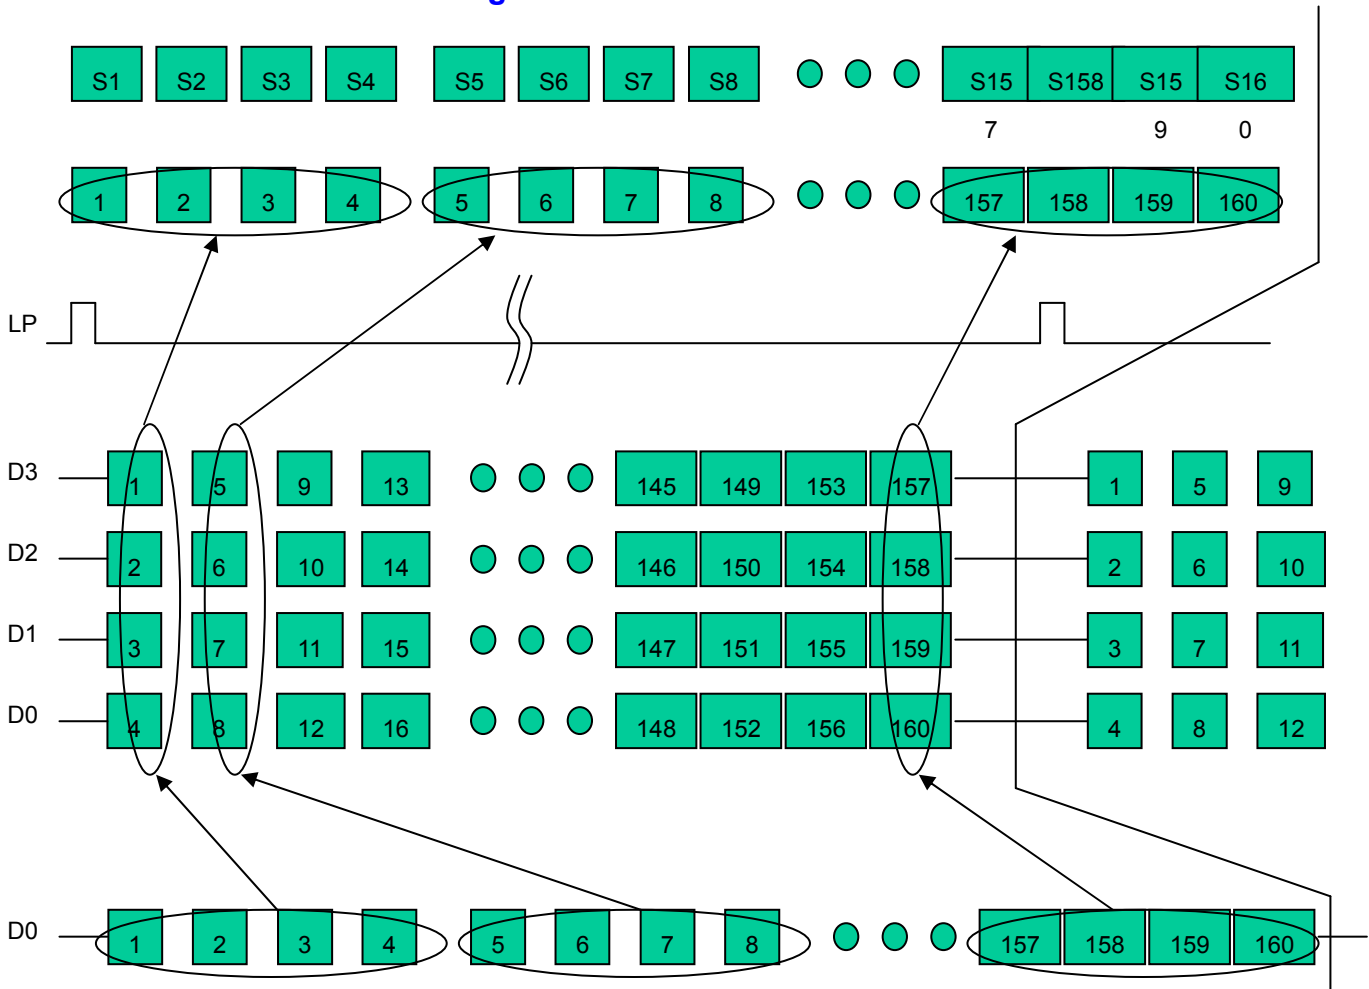 S1 S2 S3 S4 S5 S6 S7 S8 S15 S158 S15 S16
7 9 0
1 2 3 4 5 6 7 8 157 158 159 160
LP
D3 1 5 9 13 145 149 153 157 1 5 9
D2 2 6 10 14 146 150 154 158 2 6 10
D1 3 7 11 15 147 151 155 159 3 7 11
D0 4 8 12 16 148 152 156 160 4 8 12
D0 1 2 3 4 5 6 7 8 157 158 159 160